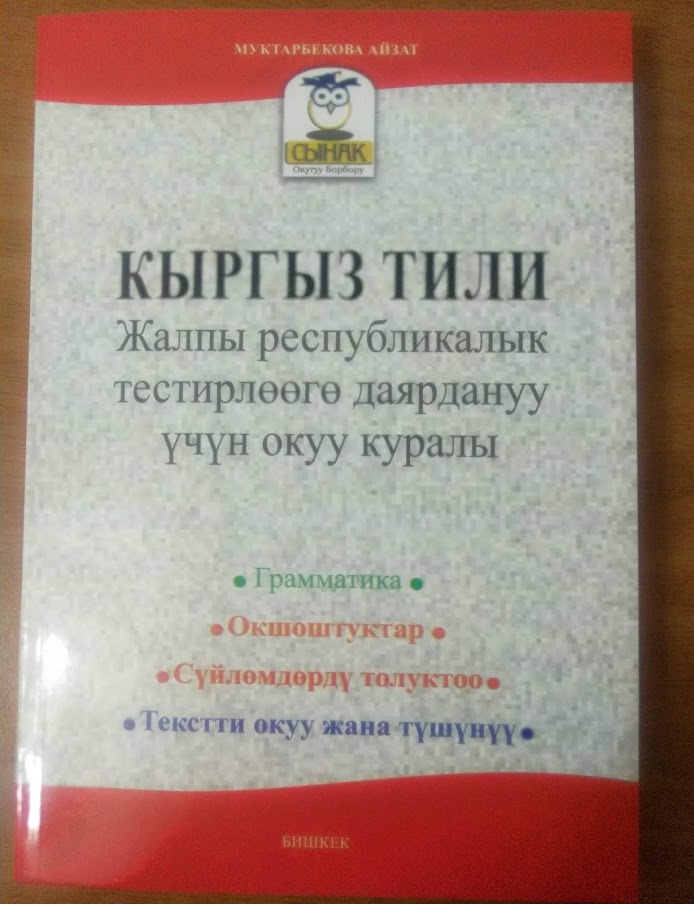 МУКТАРБЕКОВА АЙЗАТ
СЫНАК
Окутуу Борбору
КЫРГЫЗ ТИЛИ
Жалпы республикалык
тестирлөөгө даярдануу
үчүн окуу куралы
• Грамматика •
• Окшоштуктар •
• Сүйлөмдөрдү толуктоо •
• Текстти окуу жана түшүнүү •
БИШКЕК